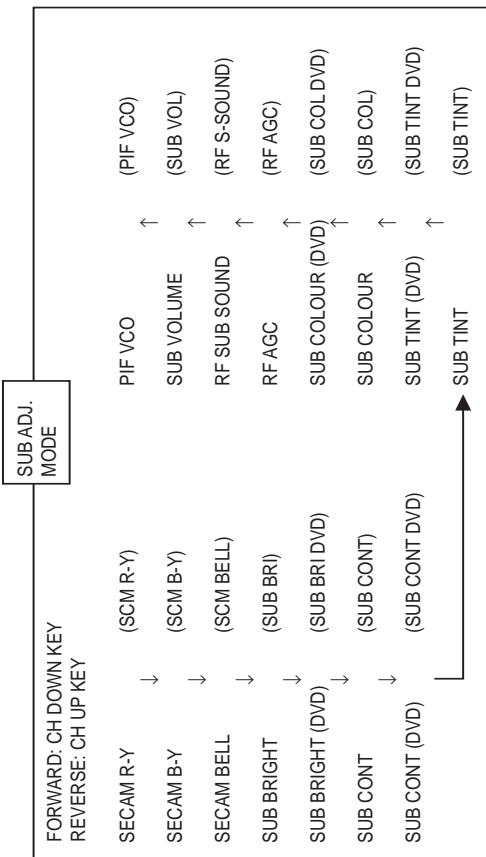 SUB ADJ.
MODE
FORWARD: CH DOWN KEY
REVERSE: CH UP KEY
SECAM R-Y (SCM R-Y)
↓
SECAM B-Y (SCM B-Y)
↓
SECAM BELL (SCM BELL)
↓
SUB BRIGHT (SUB BRI)
↓
SUB BRIGHT (DVD) (SUB BRI DVD)
↓
SUB CONT (SUB CONT)
↓
SUB CONT (DVD) (SUB CONT DVD)
PIF VCO (PIF VCO)
↑
SUB VOLUME (SUB VOL)
↑
RF SUB SOUND (RF S-SOUND)
↑
RF AGC (RF AGC)
↑
SUB COLOUR (DVD) (SUB COL DVD)
↑
SUB COLOUR (SUB COL)
↑
SUB TINT (DVD) (SUB TINT DVD)
↑
SUB TINT (SUB TINT)